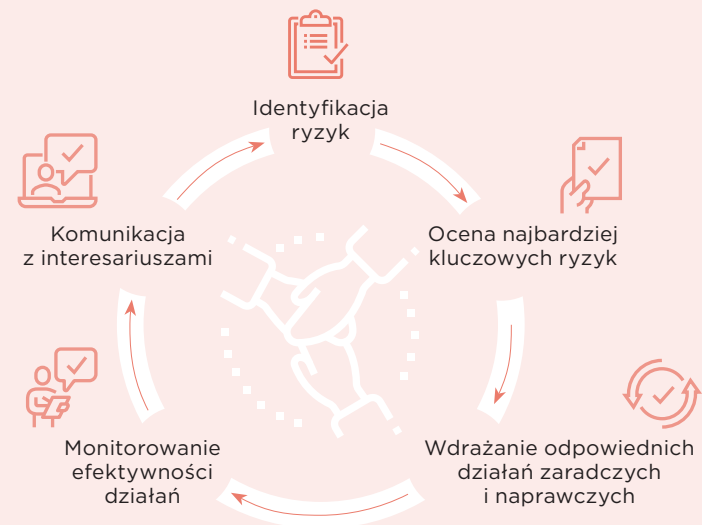 Identyfikacja
ryzyk
Ocena najbardziej
kluczowych ryzyk
Wdrażanie odpowiednich
działań zaradczych
i naprawczych
Monitorowanie
efektywności
działań
Komunikacja
z interesariuszami